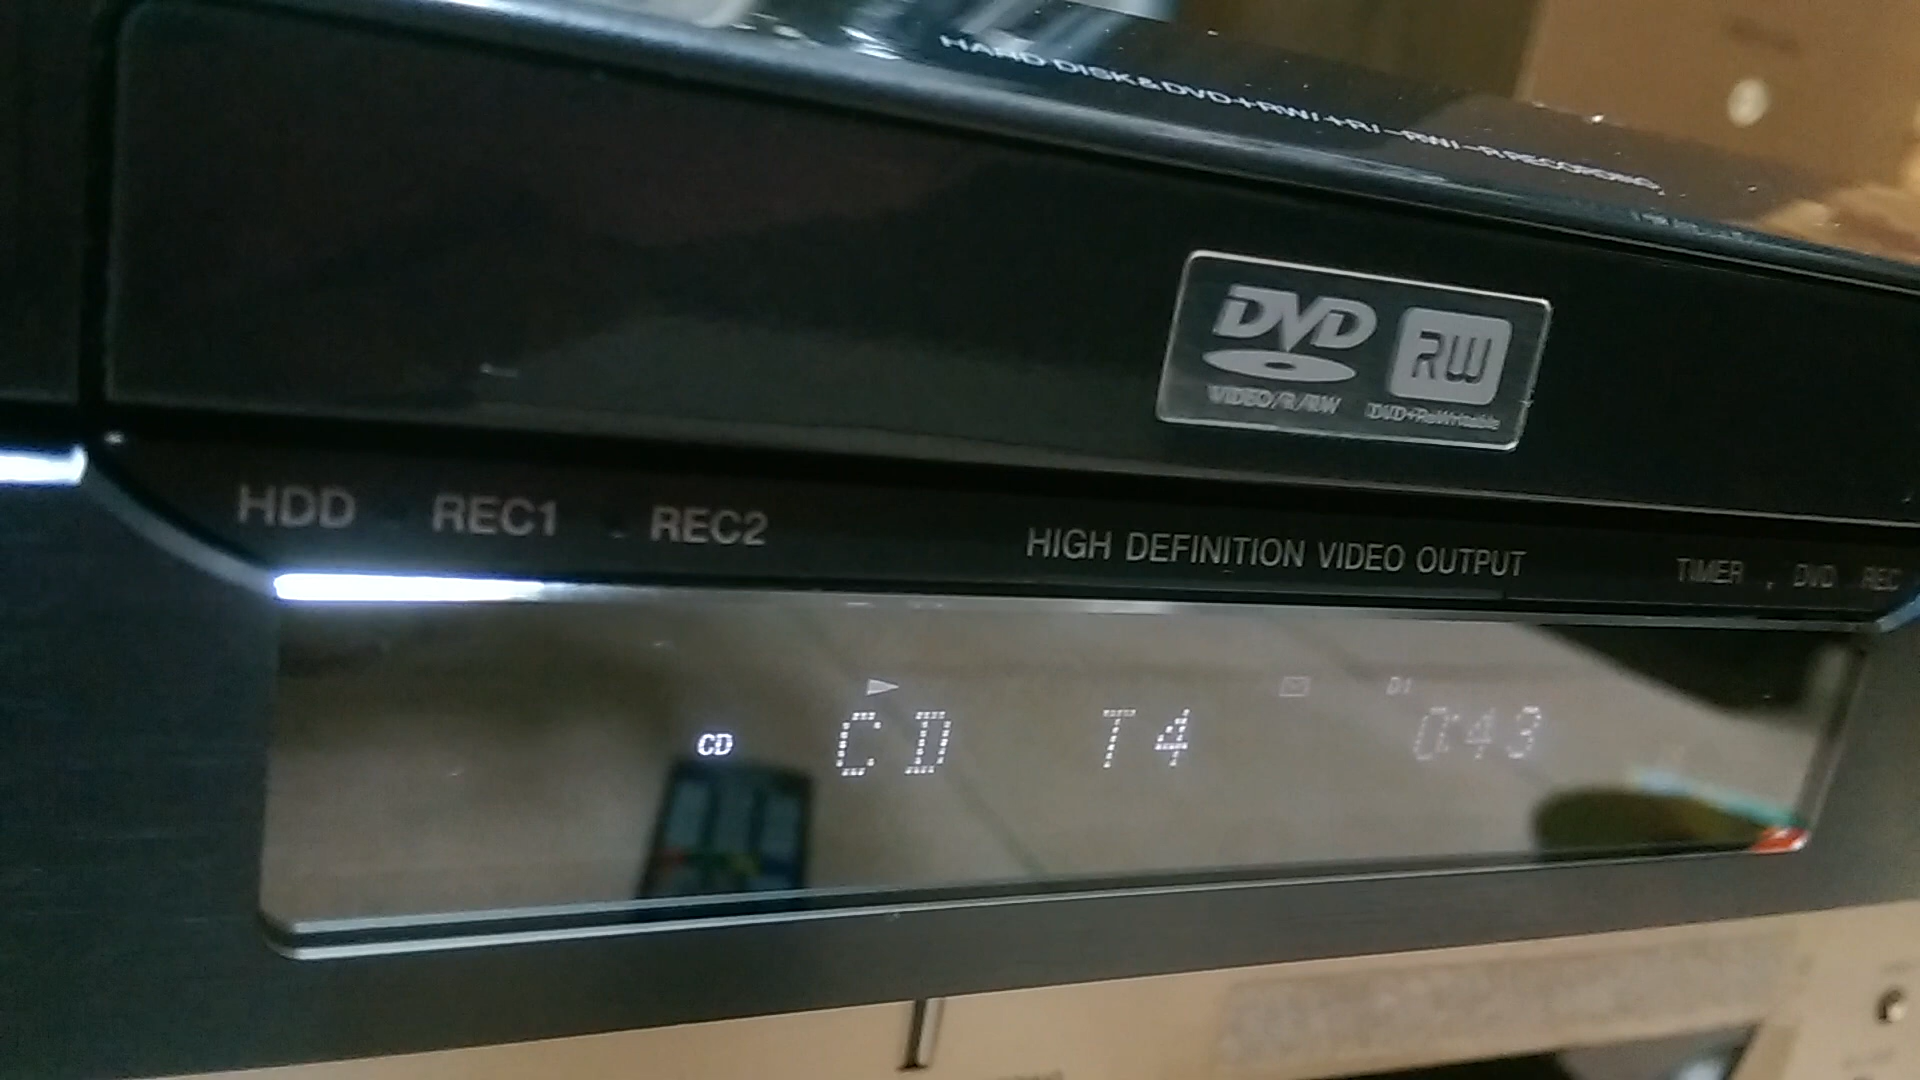 HARD DISK & DVD+RW/+R/-RW/-R RECORDING
DVD RW
VIDEO/R/RW DVD+ReWritable
HDD REC1 REC2 HIGH DEFINITION VIDEO OUTPUT TIMER DVD REC
D1
CD CD T4 0:43